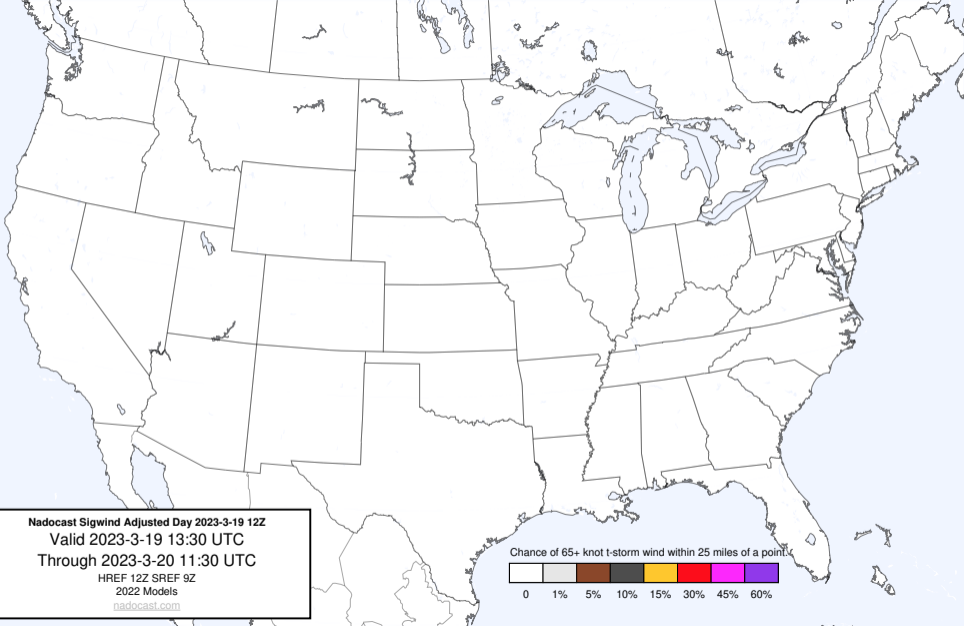 Nadocast Sigwind Adjusted Day 2023-3-19 12Z
Valid 2023-3-19 13:30 UTC
Through 2023-3-20 11:30 UTC
HREF 12Z SREF 9Z
2022 Models
nadocast.com
Chance of 65+ knot t-storm wind within 25 miles of a point.
0 1% 5% 10% 15% 30% 45% 60%